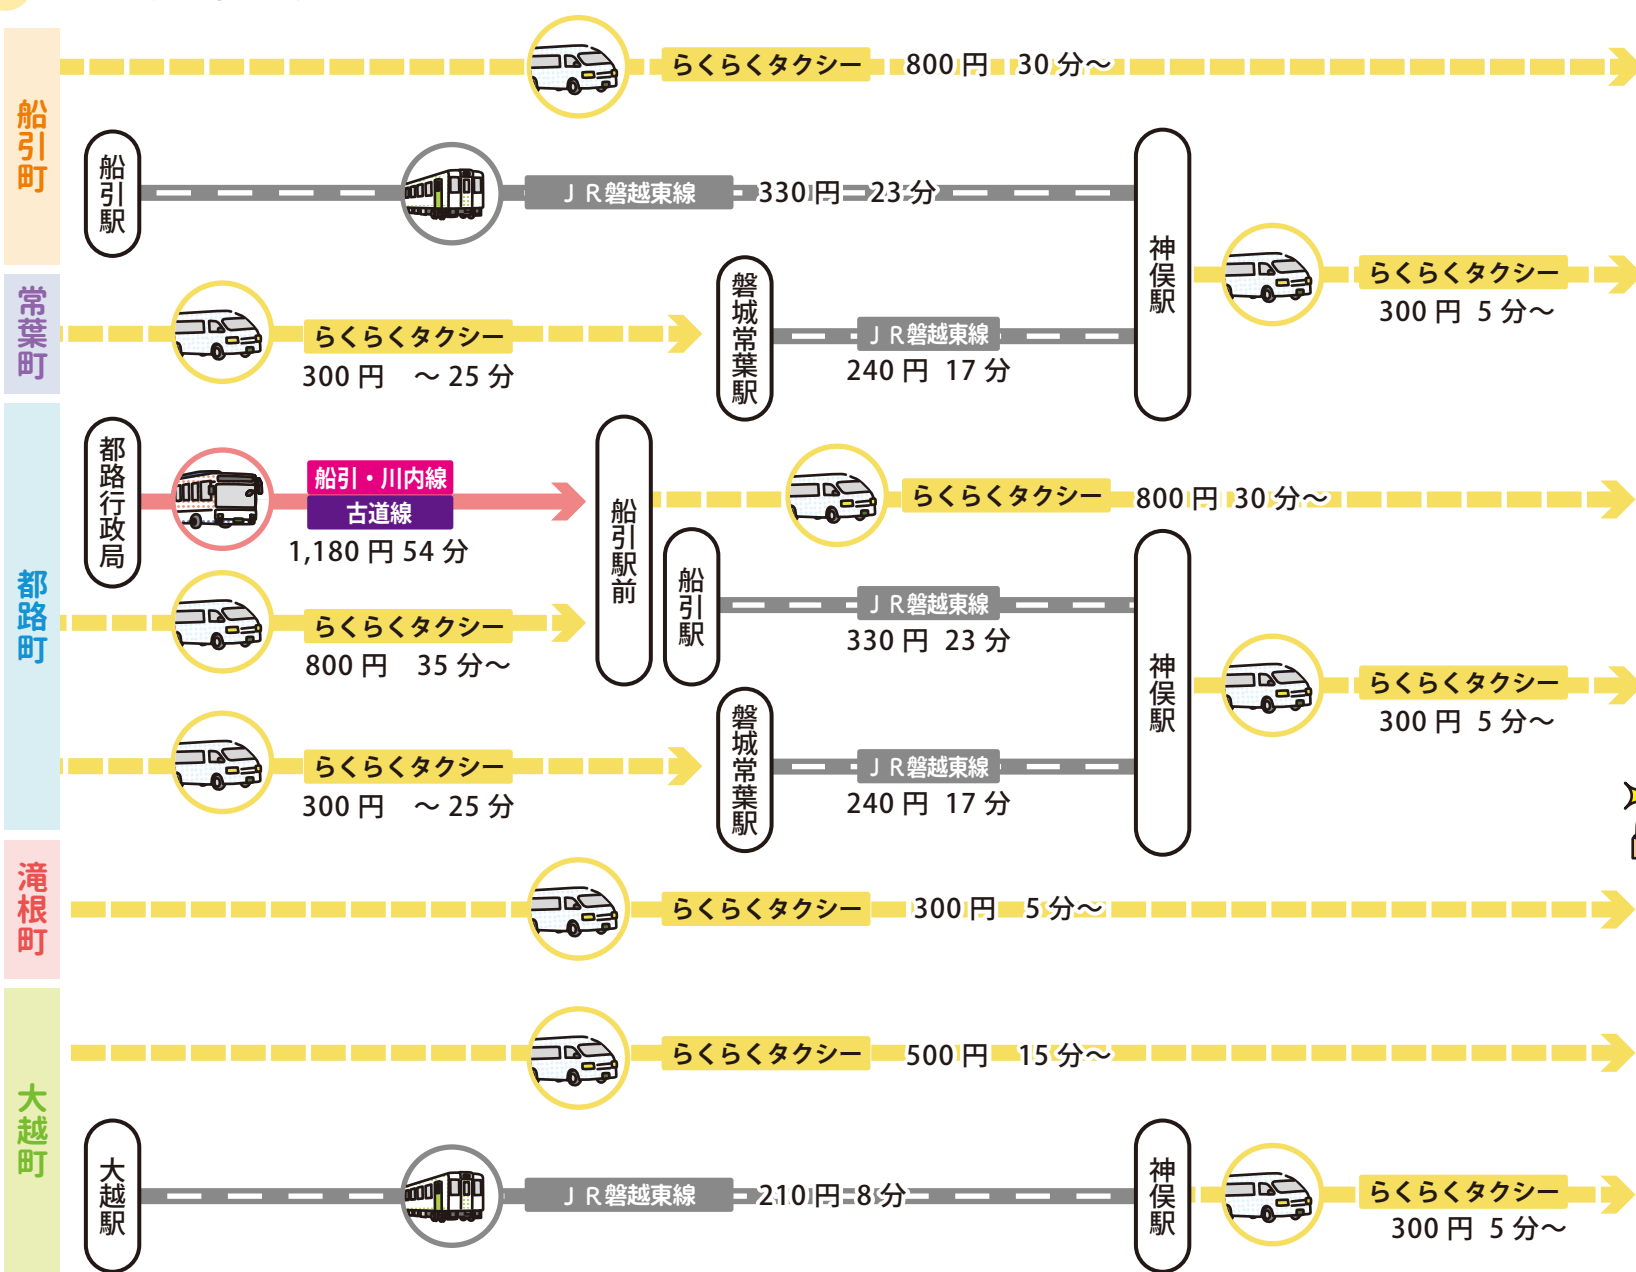 船引町
らくらくタクシー 800円 30分〜
船引駅
JR磐越東線 330円 23分
神俣駅
らくらくタクシー
300円 5分〜
常葉町
らくらくタクシー
300円 〜25分
磐城常葉駅
JR磐越東線
240円 17分
都路町
都路行政局
船引・川内線
古道線
1,180円 54分
船引駅前
らくらくタクシー 800円 30分〜
らくらくタクシー
800円 35分〜
船引駅
JR磐越東線
330円 23分
神俣駅
らくらくタクシー
300円 5分〜
らくらくタクシー
300円 〜25分
磐城常葉駅
JR磐越東線
240円 17分
滝根町
らくらくタクシー 300円 5分〜
大越町
らくらくタクシー 500円 15分〜
大越駅
JR磐越東線 210円 8分
神俣駅
らくらくタクシー
300円 5分〜